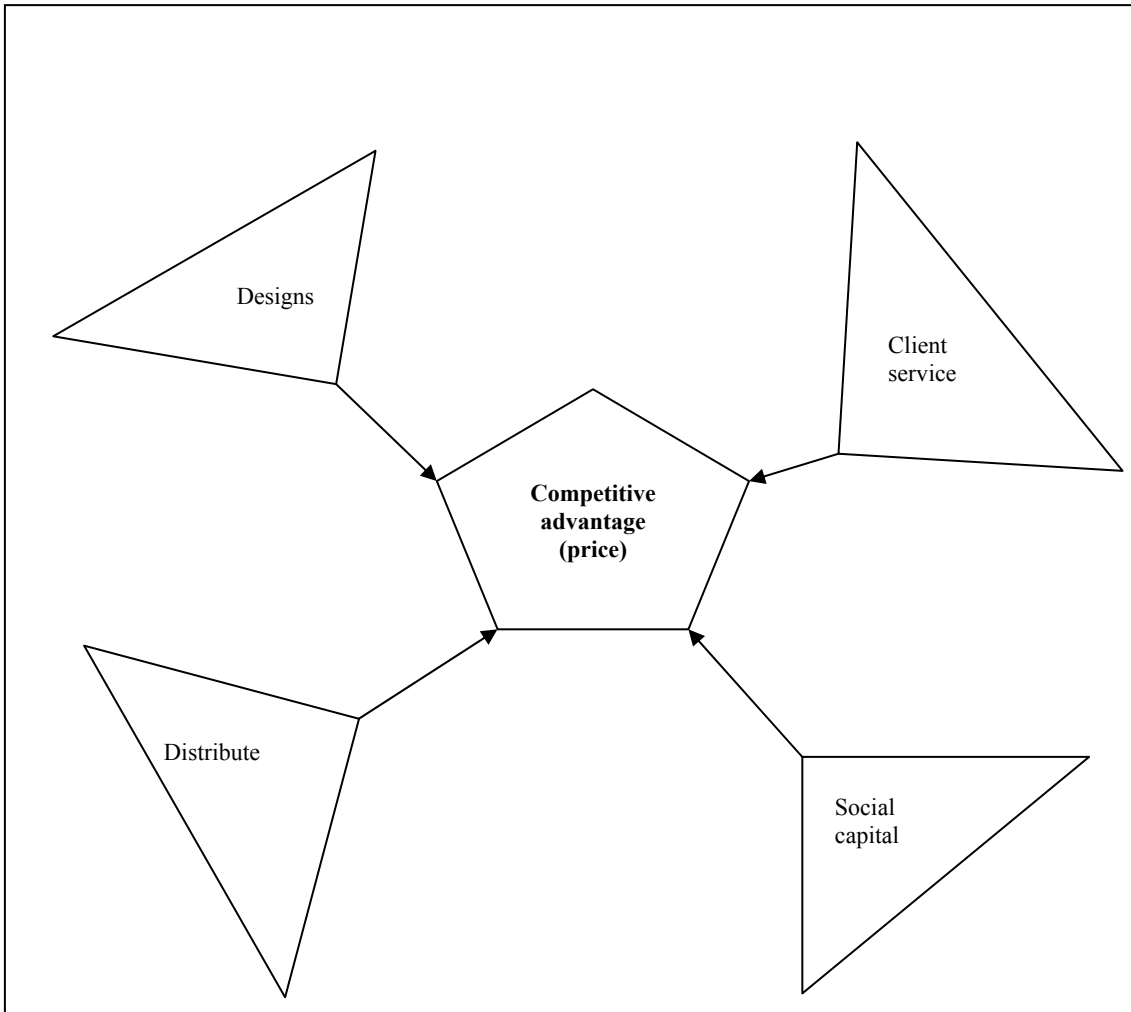 Designs
Client
service
Competitive
advantage
(price)
Distribute
Social
capital